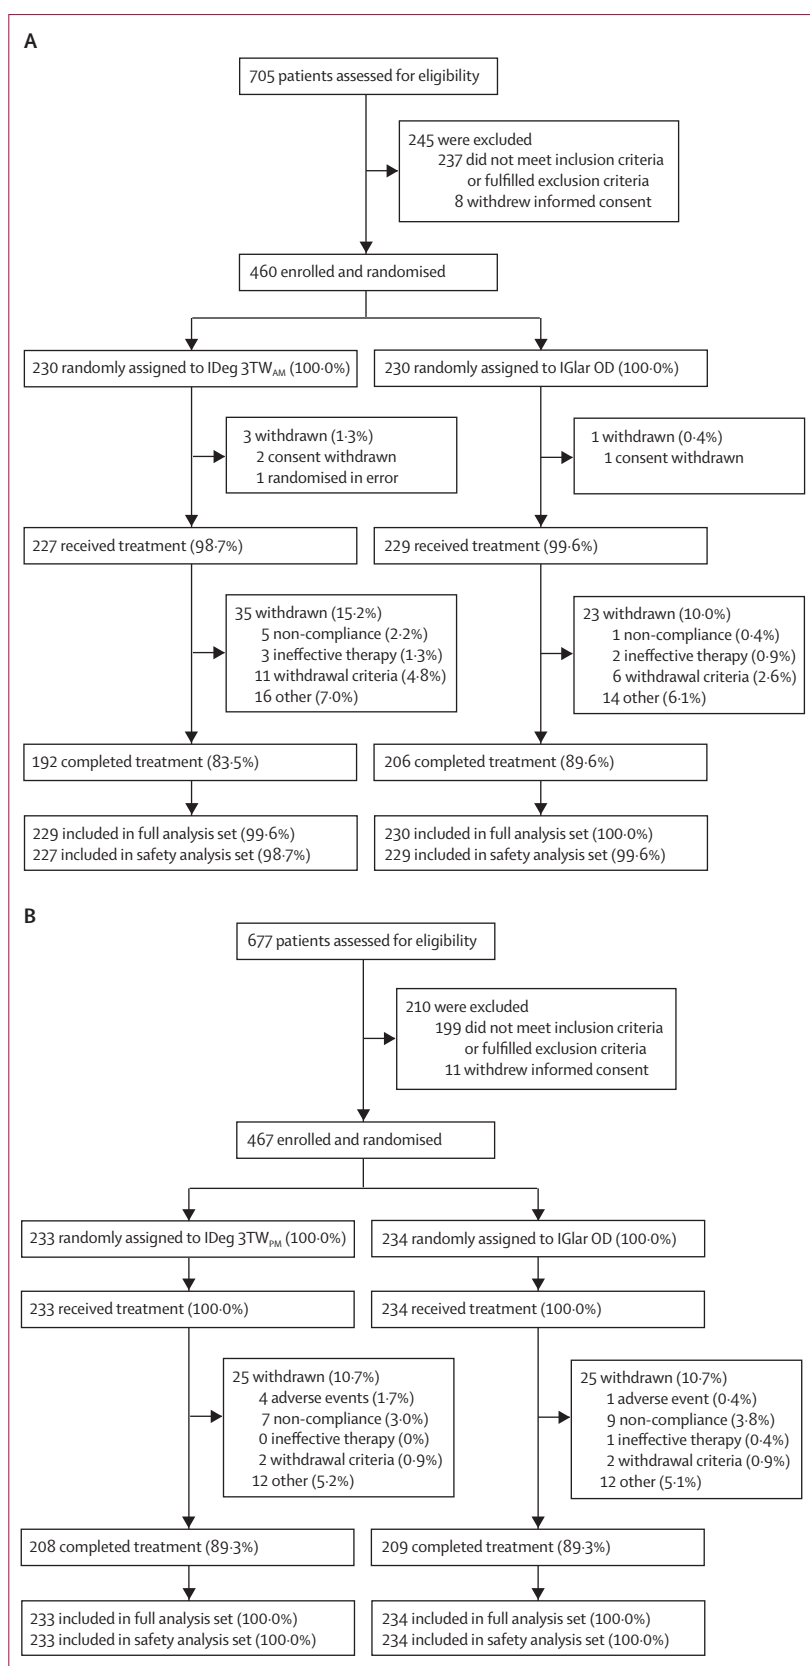 A
705 patients assessed for eligibility
245 were excluded
237 did not meet inclusion criteria
or fulfilled exclusion criteria
8 withdrew informed consent
460 enrolled and randomised
230 randomly assigned to IDeg 3TWAM (100·0%)
230 randomly assigned to IGlar OD (100·0%)
3 withdrawn (1·3%)
2 consent withdrawn
1 randomised in error
1 withdrawn (0·4%)
1 consent withdrawn
227 received treatment (98·7%)
229 received treatment (99·6%)
35 withdrawn (15·2%)
5 non-compliance (2·2%)
3 ineffective therapy (1·3%)
11 withdrawal criteria (4·8%)
16 other (7·0%)
23 withdrawn (10·0%)
1 non-compliance (0·4%)
2 ineffective therapy (0·9%)
6 withdrawal criteria (2·6%)
14 other (6·1%)
192 completed treatment (83·5%)
206 completed treatment (89·6%)
229 included in full analysis set (99·6%)
227 included in safety analysis set (98·7%)
230 included in full analysis set (100·0%)
229 included in safety analysis set (99·6%)
B
677 patients assessed for eligibility
210 were excluded
199 did not meet inclusion criteria
or fulfilled exclusion criteria
11 withdrew informed consent
467 enrolled and randomised
233 randomly assigned to IDeg 3TWPM (100·0%)
234 randomly assigned to IGlar OD (100·0%)
233 received treatment (100·0%)
234 received treatment (100·0%)
25 withdrawn (10·7%)
4 adverse events (1·7%)
7 non-compliance (3·0%)
0 ineffective therapy (0%)
2 withdrawal criteria (0·9%)
12 other (5·2%)
25 withdrawn (10·7%)
1 adverse event (0·4%)
9 non-compliance (3·8%)
1 ineffective therapy (0·4%)
2 withdrawal criteria (0·9%)
12 other (5·1%)
208 completed treatment (89·3%)
209 completed treatment (89·3%)
233 included in full analysis set (100·0%)
233 included in safety analysis set (100·0%)
234 included in full analysis set (100·0%)
234 included in safety analysis set (100·0%)